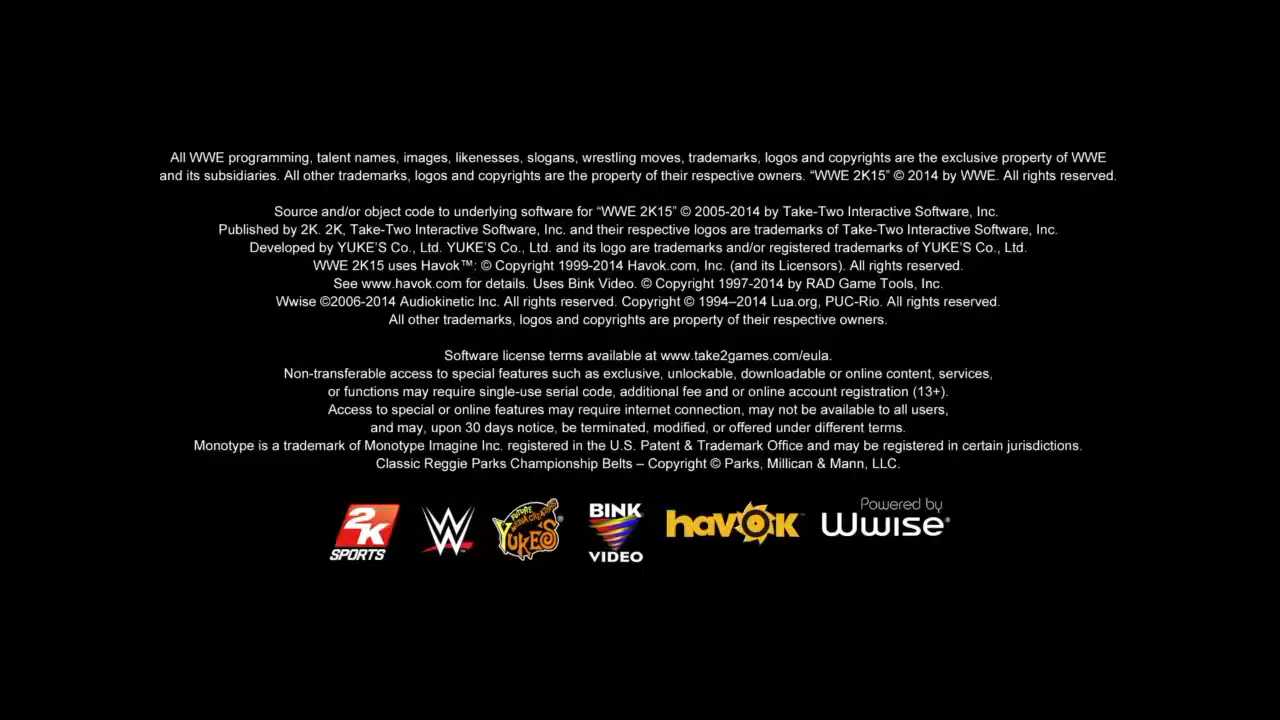 All WWE programming, talent names, images, likenesses, slogans, wrestling moves, trademarks, logos and copyrights are the exclusive property of WWE
and its subsidiaries. All other trademarks, logos and copyrights are the property of their respective owners. “WWE 2K15” © 2014 by WWE. All rights reserved.
Source and/or object code to underlying software for “WWE 2K15” © 2005-2014 by Take-Two Interactive Software, Inc.
Published by 2K. 2K, Take-Two Interactive Software, Inc. and their respective logos are trademarks of Take-Two Interactive Software, Inc.
Developed by YUKE’S Co., Ltd. YUKE’S Co., Ltd. and its logo are trademarks and/or registered trademarks of YUKE’S Co., Ltd.
WWE 2K15 uses Havok™: © Copyright 1999-2014 Havok.com, Inc. (and its Licensors). All rights reserved.
See www.havok.com for details. Uses Bink Video. © Copyright 1997-2014 by RAD Game Tools, Inc.
Wwise ©2006-2014 Audiokinetic Inc. All rights reserved. Copyright © 1994–2014 Lua.org, PUC-Rio. All rights reserved.
All other trademarks, logos and copyrights are property of their respective owners.
Software license terms available at www.take2games.com/eula.
Non-transferable access to special features such as exclusive, unlockable, downloadable or online content, services,
or functions may require single-use serial code, additional fee and or online account registration (13+).
Access to special or online features may require internet connection, may not be available to all users,
and may, upon 30 days notice, be terminated, modified, or offered under different terms.
Monotype is a trademark of Monotype Imagine Inc. registered in the U.S. Patent & Trademark Office and may be registered in certain jurisdictions.
Classic Reggie Parks Championship Belts – Copyright © Parks, Millican & Mann, LLC.
2K
SPORTS
W
FUTURE
MEDIA CREATORS
YUKE'S ®
BINK
VIDEO
havok™
Powered by
Wwise®